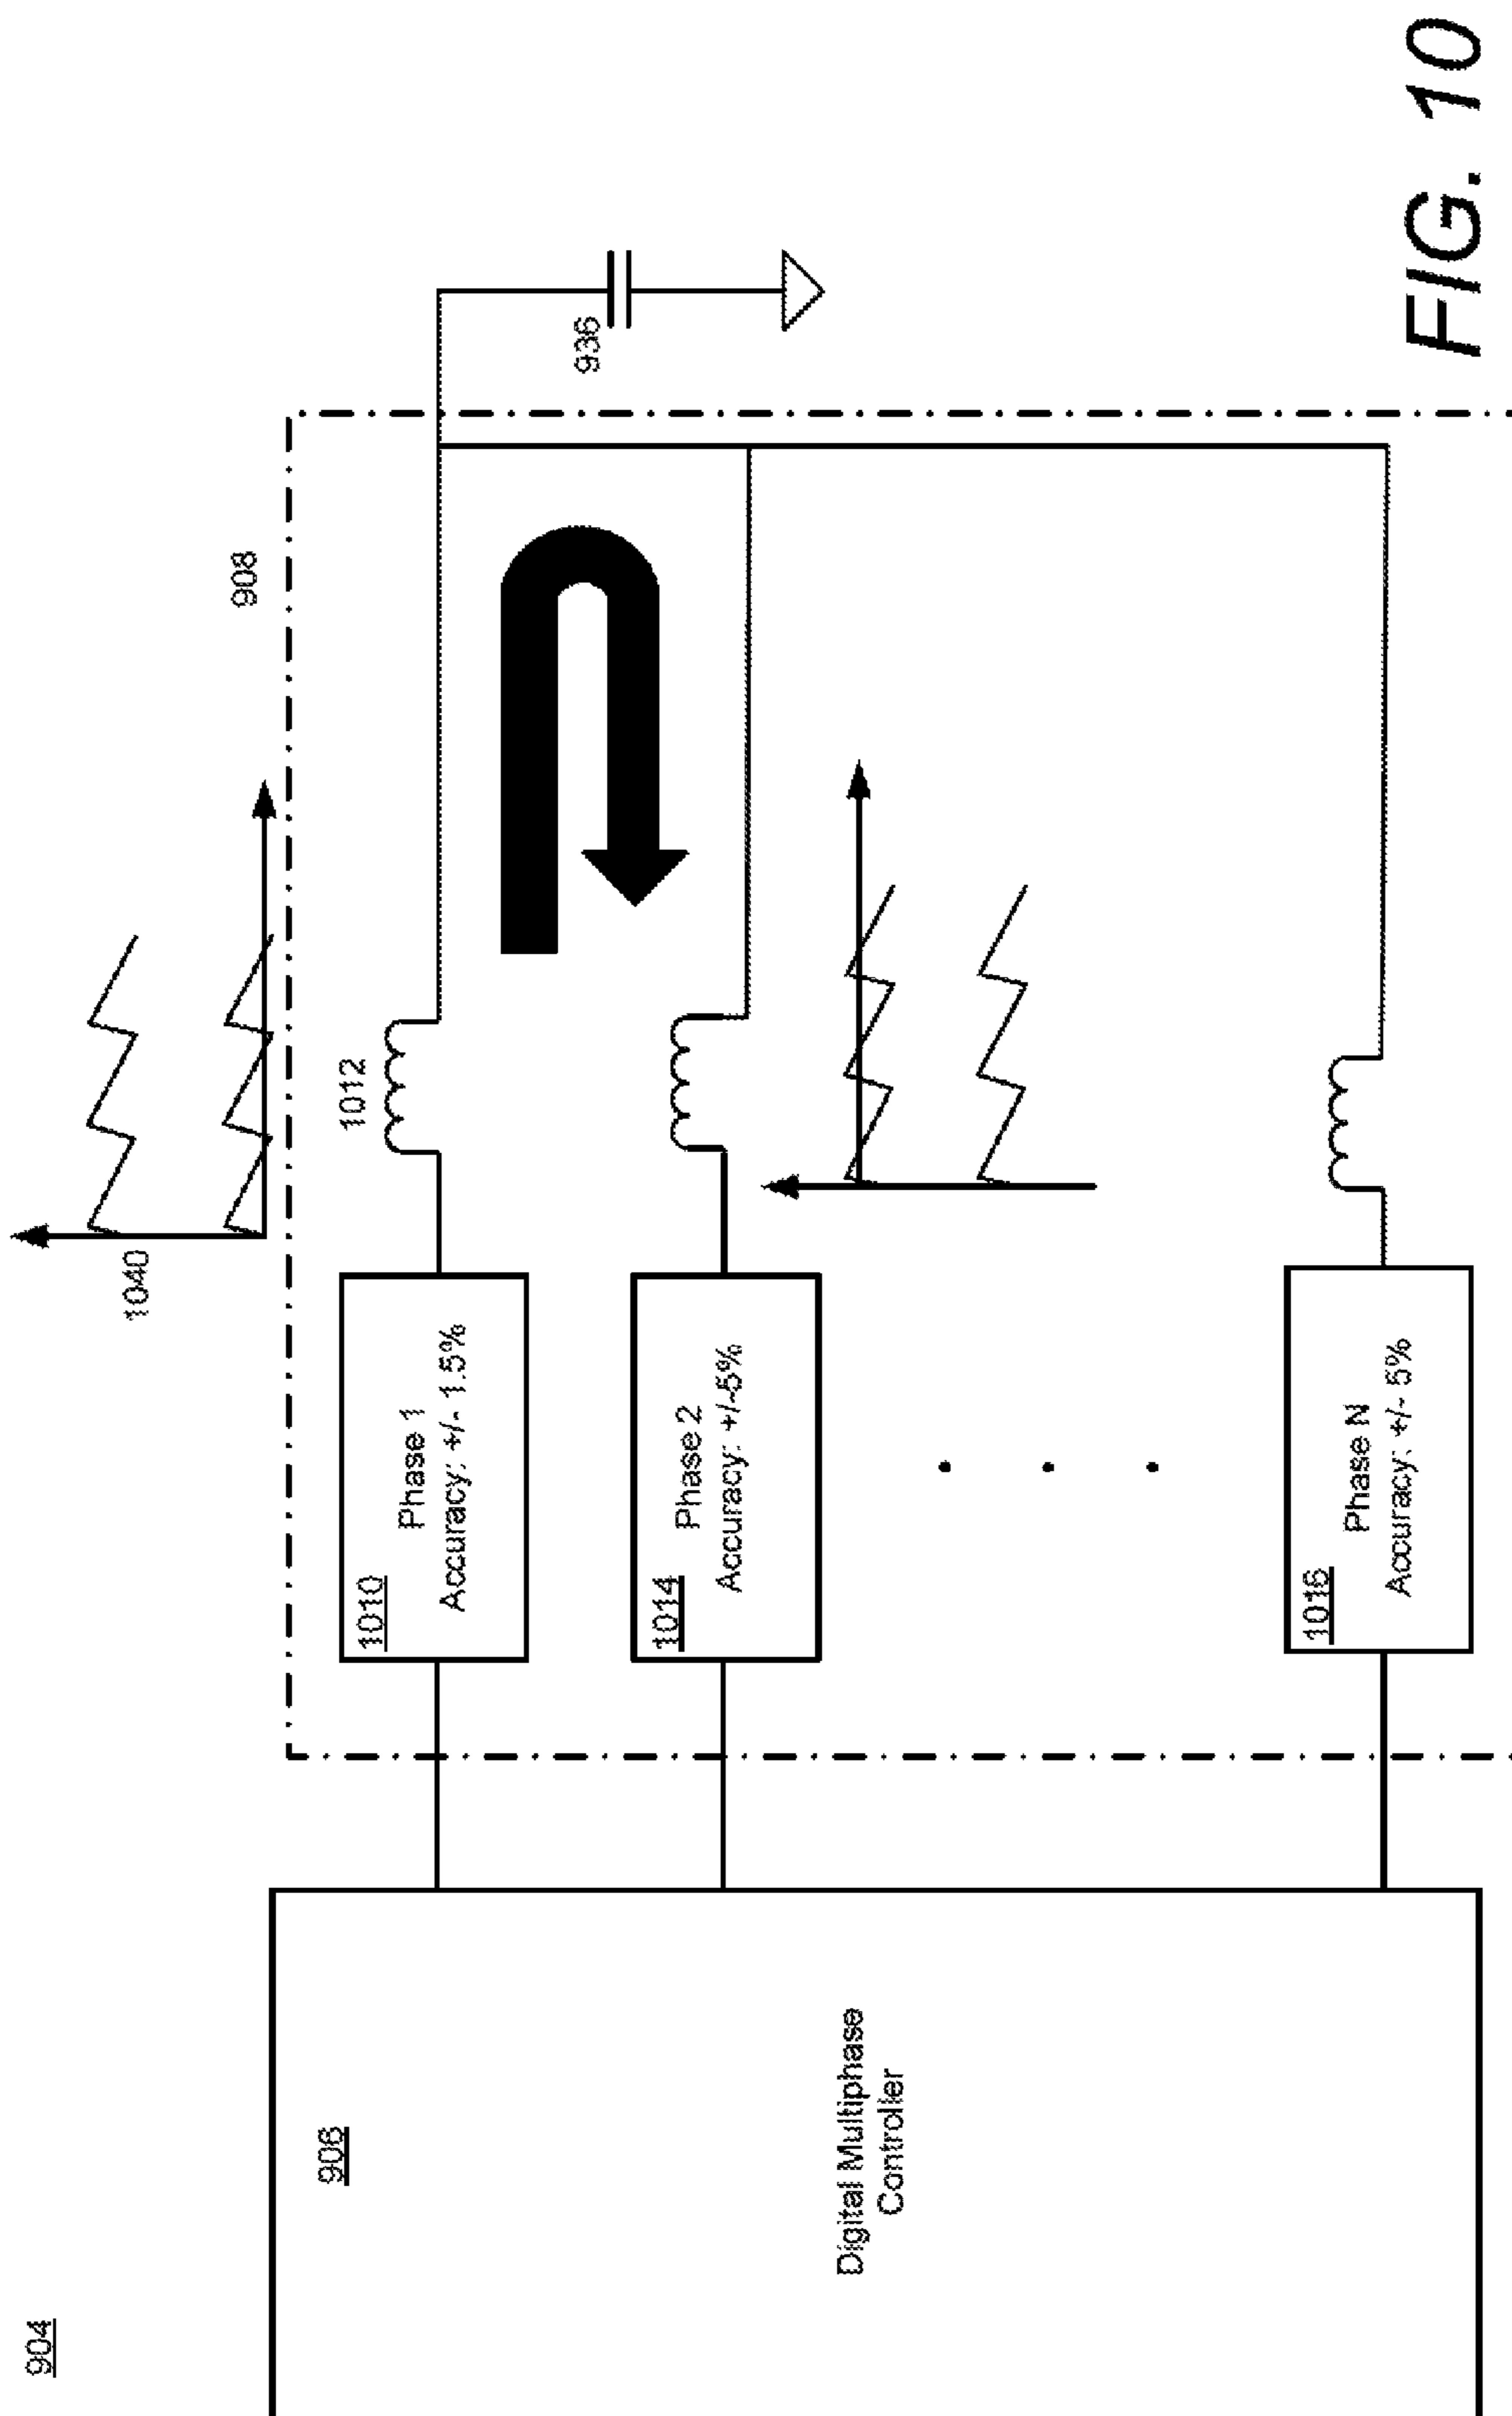 904
1040
908
906
Digital Multiphase
Controller
1010
Phase 1
Accuracy: +/- 1.5%
1012
936
1014
Phase 2
Accuracy: +/-5%
1016
Phase N
Accuracy: +/- 5%
FIG. 10